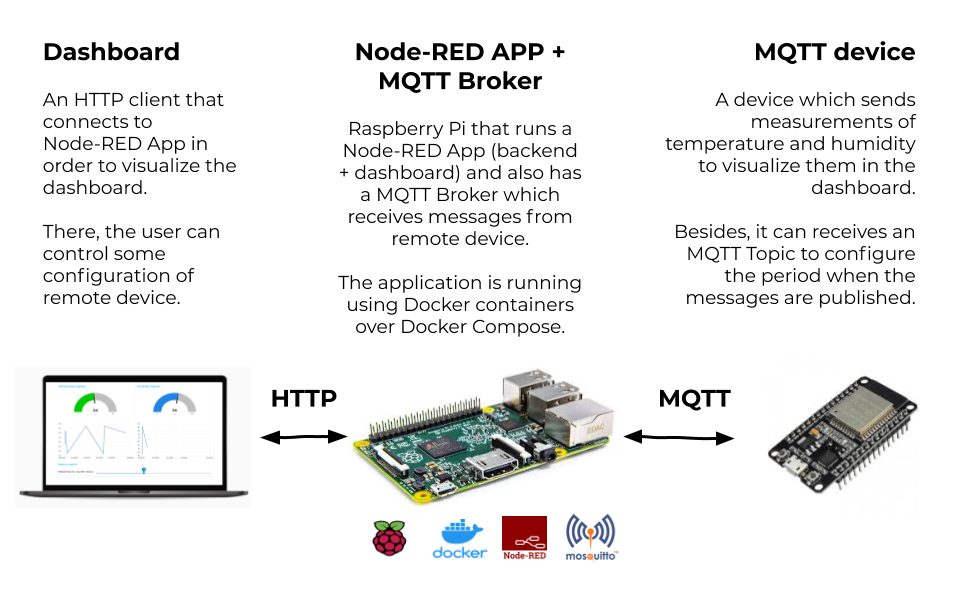 Dashboard
An HTTP client that
connects to
Node-RED App in
order to visualize the
dashboard.
There, the user can
control some
configuration of
remote device.
Node-RED APP +
MQTT Broker
Raspberry Pi that runs a
Node-RED App (backend
+ dashboard) and also has
a MQTT Broker which
receives messages from
remote device.
The application is running
using Docker containers
over Docker Compose.
MQTT device
A device which sends
measurements of
temperature and humidity
to visualize them in the
dashboard.
Besides, it can receives an
MQTT Topic to configure
the period when the
messages are published.
HTTP
MQTT
EDAC
docker
Node-RED
mosquitto